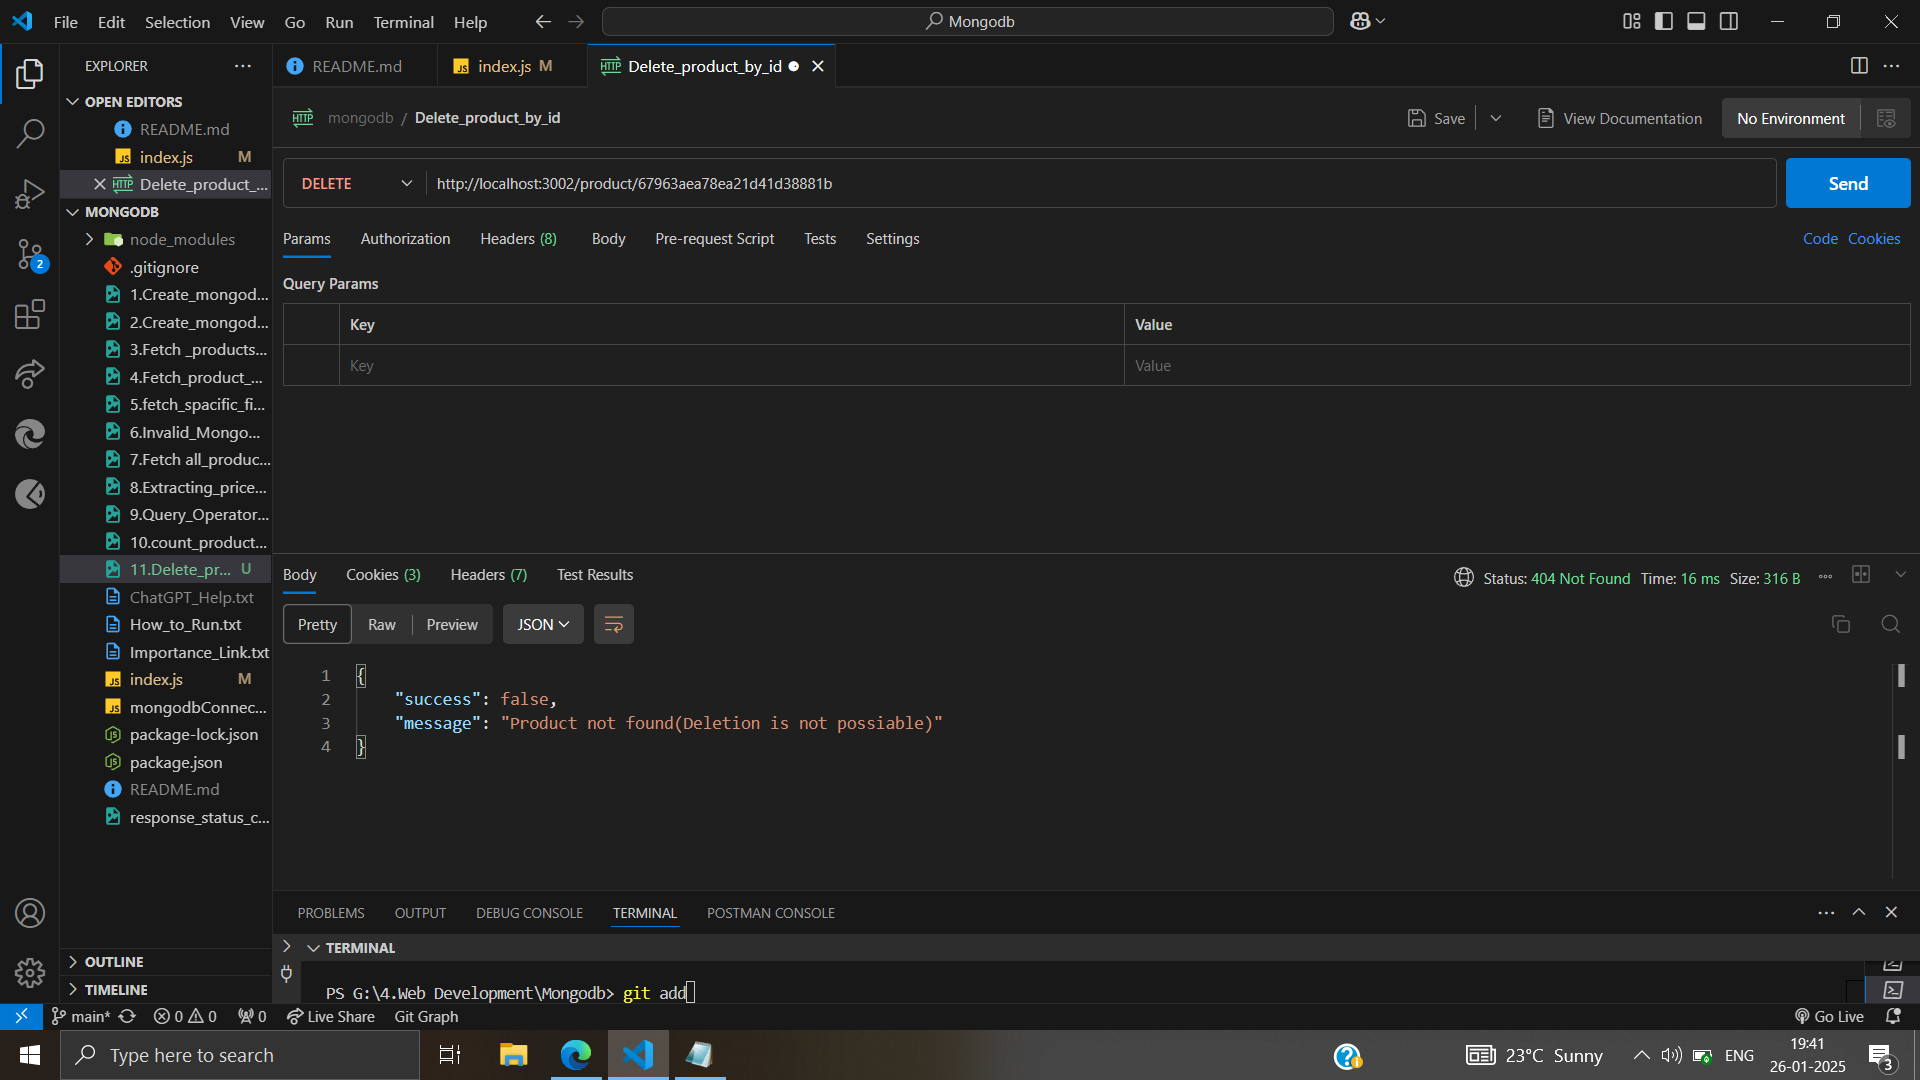 File Edit Selection View Go Run Terminal Help
Mongodb
EXPLORER
README.md
index.js M
Delete_product_by_id
OPEN EDITORS
README.md
index.js M
HTTP Delete_product_...
MONGODB
node_modules
.gitignore
1.Create_mongod...
2.Create_mongod...
3.Fetch _products...
4.Fetch_product_...
5.fetch_spacific_fi...
6.Invalid_Mongo...
7.Fetch all_produc...
8.Extracting_price...
9.Query_Operator...
10.count_product...
11.Delete_pr... U
ChatGPT_Help.txt
How_to_Run.txt
Importance_Link.txt
index.js M
mongodbConnec...
package-lock.json
package.json
README.md
response_status_c...
OUTLINE
TIMELINE
HTTP mongodb / Delete_product_by_id
Save
View Documentation
No Environment
DELETE http://localhost:3002/product/67963aea78ea21d41d38881b
Send
Params Authorization Headers (8) Body Pre-request Script Tests Settings
Code Cookies
Query Params
Key Value
Key Value
Body Cookies (3) Headers (7) Test Results
Status: 404 Not Found Time: 16 ms Size: 316 B
Pretty Raw Preview JSON
1 {
2 "success": false,
3 "message": "Product not found(Deletion is not possiable)"
4 }
PROBLEMS OUTPUT DEBUG CONSOLE TERMINAL POSTMAN CONSOLE
TERMINAL
PS G:\4.Web Development\Mongodb> git add
main* 0 0 0 Live Share Git Graph
Go Live
Type here to search
23°C Sunny
ENG
19:41
26-01-2025
3
2